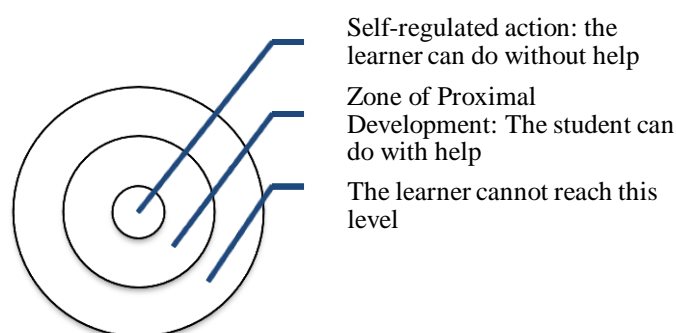 Self-regulated action: the
learner can do without help
Zone of Proximal
Development: The student can
do with help
The learner cannot reach this
level